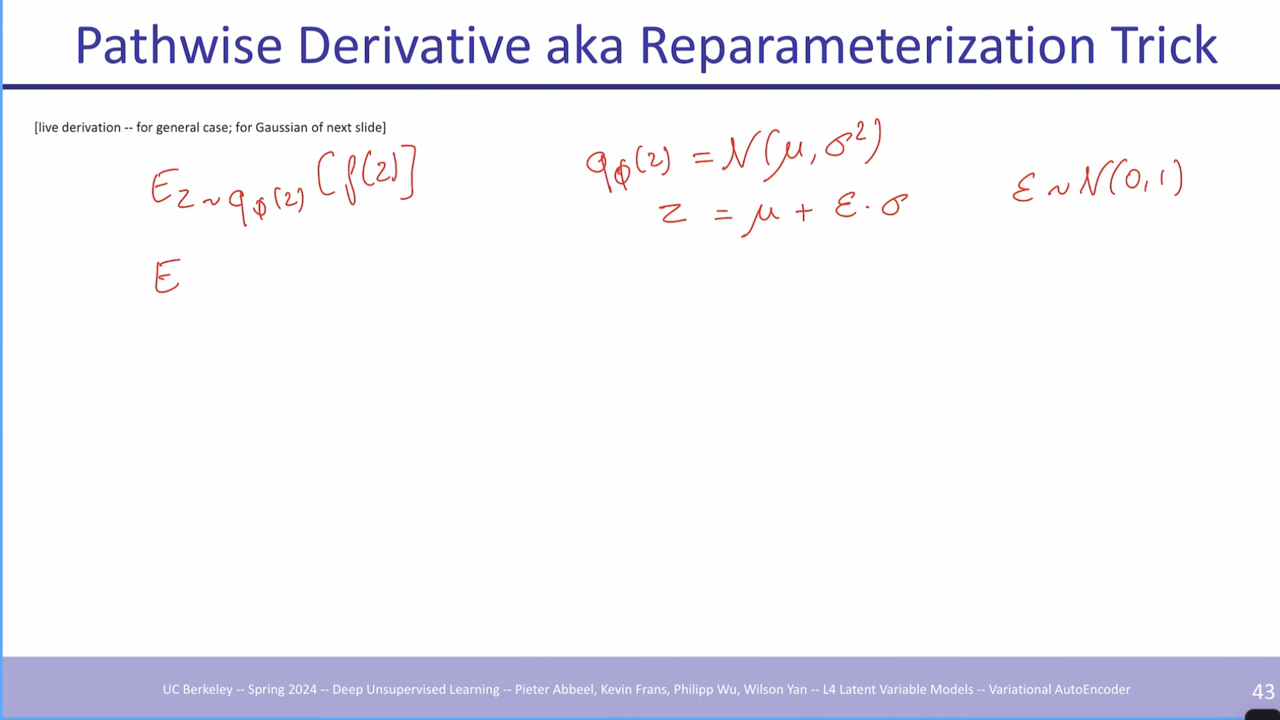 Pathwise Derivative aka Reparameterization Trick
[live derivation -- for general case; for Gaussian of next slide]
E_{z ~ q_φ(z)} [f(z)]
q_φ(z) = N(μ, σ²)
z = μ + ε · σ
ε ~ N(0, 1)
E
UC Berkeley -- Spring 2024 -- Deep Unsupervised Learning -- Pieter Abbeel, Kevin Frans, Philipp Wu, Wilson Yan -- L4 Latent Variable Models -- Variational AutoEncoder
43